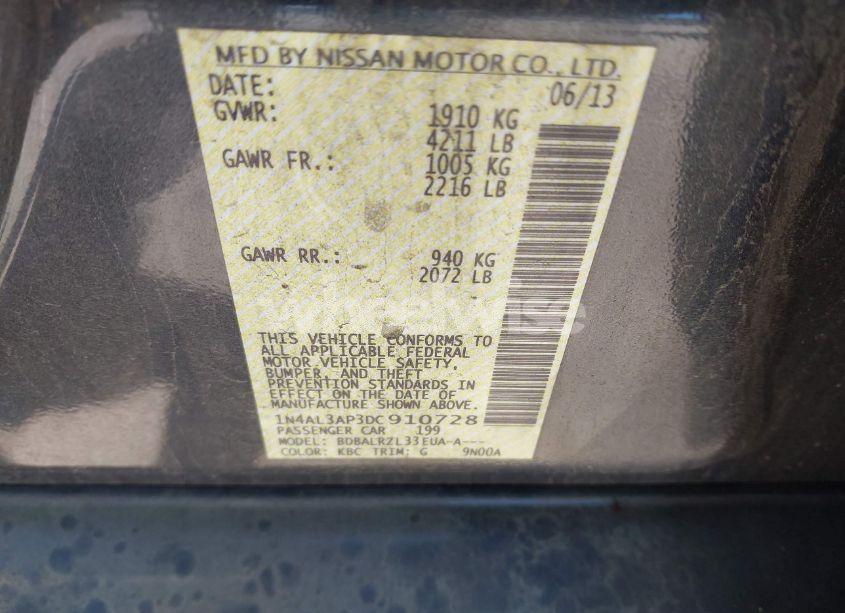 MFD BY NISSAN MOTOR CO., LTD.
DATE: 06/13
GVWR: 1910 KG
4211 LB
GAWR FR.: 1005 KG
2216 LB
GAWR RR.: 940 KG
2072 LB
wheelwise
THIS VEHICLE CONFORMS TO
ALL APPLICABLE FEDERAL
MOTOR VEHICLE SAFETY,
BUMPER, AND THEFT
PREVENTION STANDARDS IN
EFFECT ON THE DATE OF
MANUFACTURE SHOWN ABOVE.
1N4AL3AP3DC910728
PASSENGER CAR 199
MODEL: BDBALRZL33EUA-A---
COLOR: KBC TRIM: G 9N00A